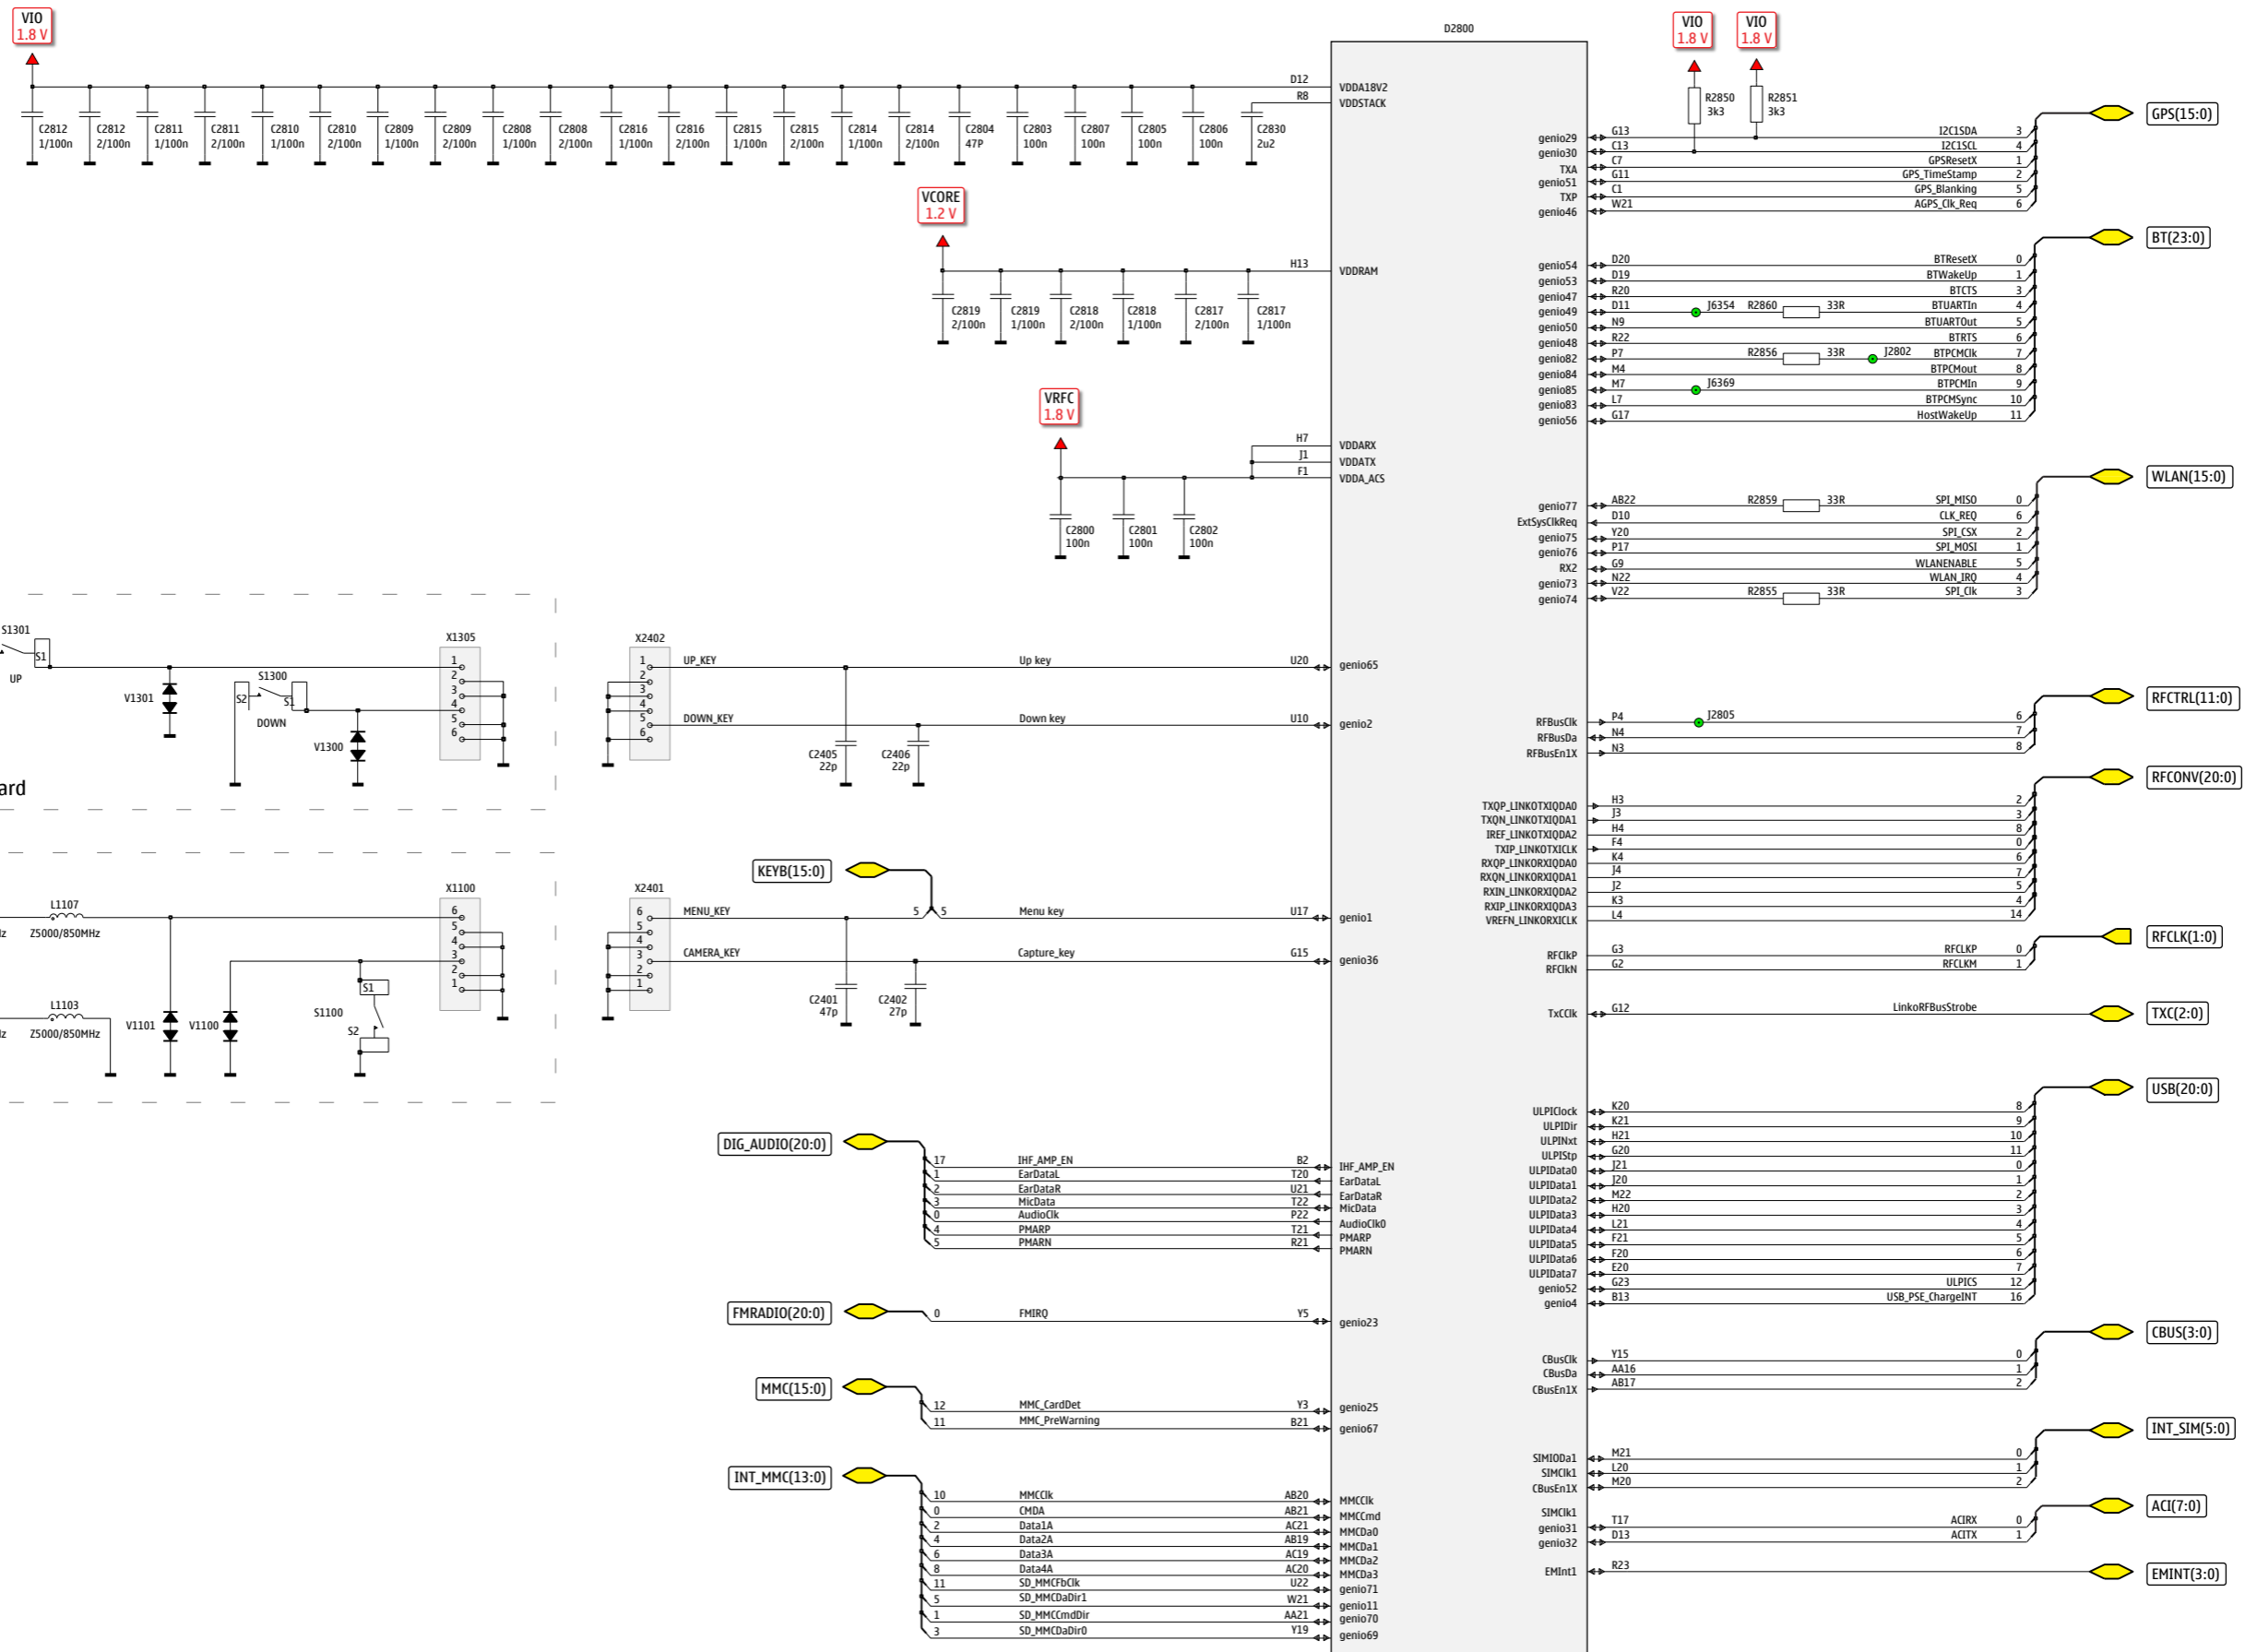 VIO
1.8 V
C2812
1/100n
C2812
2/100n
C2811
1/100n
C2811
2/100n
C2810
1/100n
C2810
2/100n
C2809
1/100n
C2809
2/100n
C2808
1/100n
C2808
2/100n
C2816
1/100n
C2816
2/100n
C2815
1/100n
C2815
2/100n
C2814
1/100n
C2814
2/100n
C2804
47P
C2803
100n
C2807
100n
C2805
100n
C2806
100n
C2830
2u2
D2800
D12 VDDA18V2
R8 VDDSTACK
VCORE
1.2 V
H13 VDDRAM
C2819
2/100n
C2819
1/100n
C2818
2/100n
C2818
1/100n
C2817
2/100n
C2817
1/100n
VRFC
1.8 V
H7 VDDARX
J1 VDDATX
F1 VDDA_ACS
C2800
100n
C2801
100n
C2802
100n
S1301
S1
UP
V1301
S1300
S2
S1
DOWN
V1300
X1305
1
2
3
4
5
6
ard
X2402
1
2
3
4
5
6
UP_KEY Up key U20 genio65
DOWN_KEY Down key U10 genio2
C2405
22p
C2406
22p
L1107
Hz Z5000/850MHz
L1103
Hz Z5000/850MHz
V1101
V1100
S1100
S1
S2
X1100
6
5
4
3
2
1
X2401
6
5
4
3
2
1
KEYB(15:0)
MENU_KEY 5 5 Menu key U17 genio1
CAMERA_KEY Capture_key G15 genio36
C2401
47p
C2402
27p
DIG_AUDIO(20:0)
17 IHF_AMP_EN B2 IHF_AMP_EN
1 EarDataL T20 EarDataL
2 EarDataR U21 EarDataR
3 MicData T22 MicData
0 AudioClk P22 AudioClk0
4 PMARP T21 PMARP
5 PMARN R21 PMARN
FMRADIO(20:0)
0 FMIRQ Y5 genio23
MMC(15:0)
12 MMC_CardDet Y3 genio25
11 MMC_PreWarning B21 genio67
INT_MMC(13:0)
10 MMCClk AB20 MMCClk
0 CMDA AB21 MMCCmd
2 Data1A AC21 MMCDa0
4 Data2A AB19 MMCDa1
6 Data3A AC19 MMCDa2
8 Data4A AC20 MMCDa3
11 SD_MMCFbClk U22 genio71
5 SD_MMCDaDir1 W21 genio11
1 SD_MMCCmdDir AA21 genio70
3 SD_MMCDaDir0 Y19 genio69
VIO
1.8 V
VIO
1.8 V
R2850
3k3
R2851
3k3
GPS(15:0)
genio29 G13 I2C1SDA 3
genio30 C13 I2C1SCL 4
TXA C7 GPSResetX 1
genio51 G11 GPS_TimeStamp 2
TXP C1 GPS_Blanking 5
genio46 W21 AGPS_Clk_Req 6
BT(23:0)
genio54 D20 BTResetX 0
genio53 D19 BTWakeUp 1
genio47 R20 BTCTS 3
genio49 D11 J6354 R2860 33R BTUARTIn 4
genio50 N9 BTUARTOut 5
genio48 R22 BTRTS 6
genio82 P7 R2856 33R J2802 BTPCMClk 7
genio84 M4 BTPCMout 8
genio85 M7 J6369 BTPCMIn 9
genio83 L7 BTPCMSync 10
genio56 G17 HostWakeUp 11
WLAN(15:0)
genio77 AB22 R2859 33R SPI_MISO 0
ExtSysClkReq D10 CLK_REQ 6
genio75 Y20 SPI_CSX 2
genio76 P17 SPI_MOSI 1
RX2 G9 WLANENABLE 5
genio73 N22 WLAN_IRQ 4
genio74 V22 R2855 33R SPI_Clk 3
RFCTRL(11:0)
RFBusClk P4 J2805 6
RFBusDa N4 7
RFBusEn1X N3 8
RFCONV(20:0)
TXQP_LINKOTXIQDA0 H3 2
TXQN_LINKOTXIQDA1 J3 3
IREF_LINKOTXIQDA2 H4 8
TXIP_LINKOTXICLK F4 0
RXQP_LINKORXIQDA0 K4 6
RXQN_LINKORXIQDA1 J4 7
RXIN_LINKORXIQDA2 J2 5
RXIP_LINKORXIQDA3 K3 4
VREFN_LINKORXICLK L4 14
RFCLK(1:0)
RFClkP G3 RFCLKP 0
RFClkN G2 RFCLKM 1
TxCClk G12 LinkoRFBusStrobe
TXC(2:0)
USB(20:0)
ULPIClock K20 8
ULPIDir K21 9
ULPINxt H21 10
ULPIStp G20 11
ULPIData0 J21 0
ULPIData1 J20 1
ULPIData2 M22 2
ULPIData3 H20 3
ULPIData4 L21 4
ULPIData5 F21 5
ULPIData6 F20 6
ULPIData7 E20 7
genio52 G23 ULPICS 12
genio4 B13 USB_PSE_ChargeINT 16
CBUS(3:0)
CBusClk Y15 0
CBusDa AA16 1
CBusEn1X AB17 2
INT_SIM(5:0)
SIMIODa1 M21 0
SIMClk1 L20 1
CBusEn1X M20 2
SIMClk1
ACI(7:0)
genio31 T17 ACIRX 0
genio32 D13 ACITX 1
EMInt1 R23
EMINT(3:0)